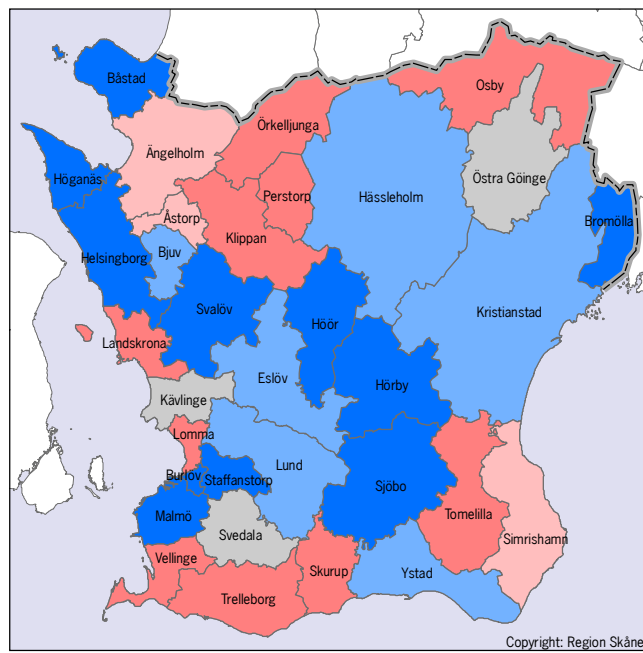 Båstad
Osby
Örkelljunga
Ängelholm
Östra Göinge
Höganäs
Perstorp
Hässleholm
Åstorp
Bromölla
Klippan
Bjuv
Helsingborg
Svalöv
Kristianstad
Höör
Landskrona
Eslöv
Hörby
Kävlinge
Lomma
Lund
Burlöv
Staffanstorp
Sjöbo
Malmö
Tomelilla
Svedala
Simrishamn
Vellinge
Skurup
Ystad
Trelleborg
Copyright: Region Skåne